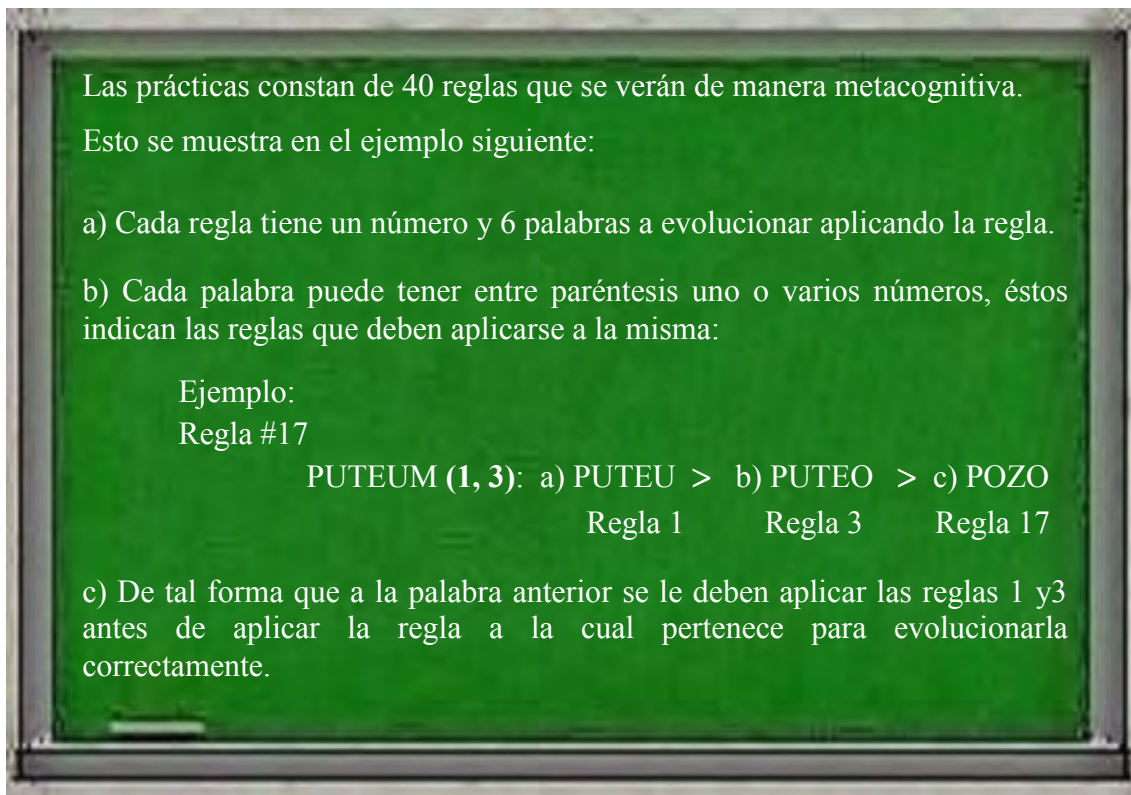 Las prácticas constan de 40 reglas que se verán de manera metacognitiva.
Esto se muestra en el ejemplo siguiente:
a) Cada regla tiene un número y 6 palabras a evolucionar aplicando la regla.
b) Cada palabra puede tener entre paréntesis uno o varios números, éstos
indican las reglas que deben aplicarse a la misma:
Ejemplo:
Regla #17
PUTEUM (1, 3): a) PUTEU > b) PUTEO > c) POZO
Regla 1 Regla 3 Regla 17
c) De tal forma que a la palabra anterior se le deben aplicar las reglas 1 y3
antes de aplicar la regla a la cual pertenece para evolucionarla
correctamente.